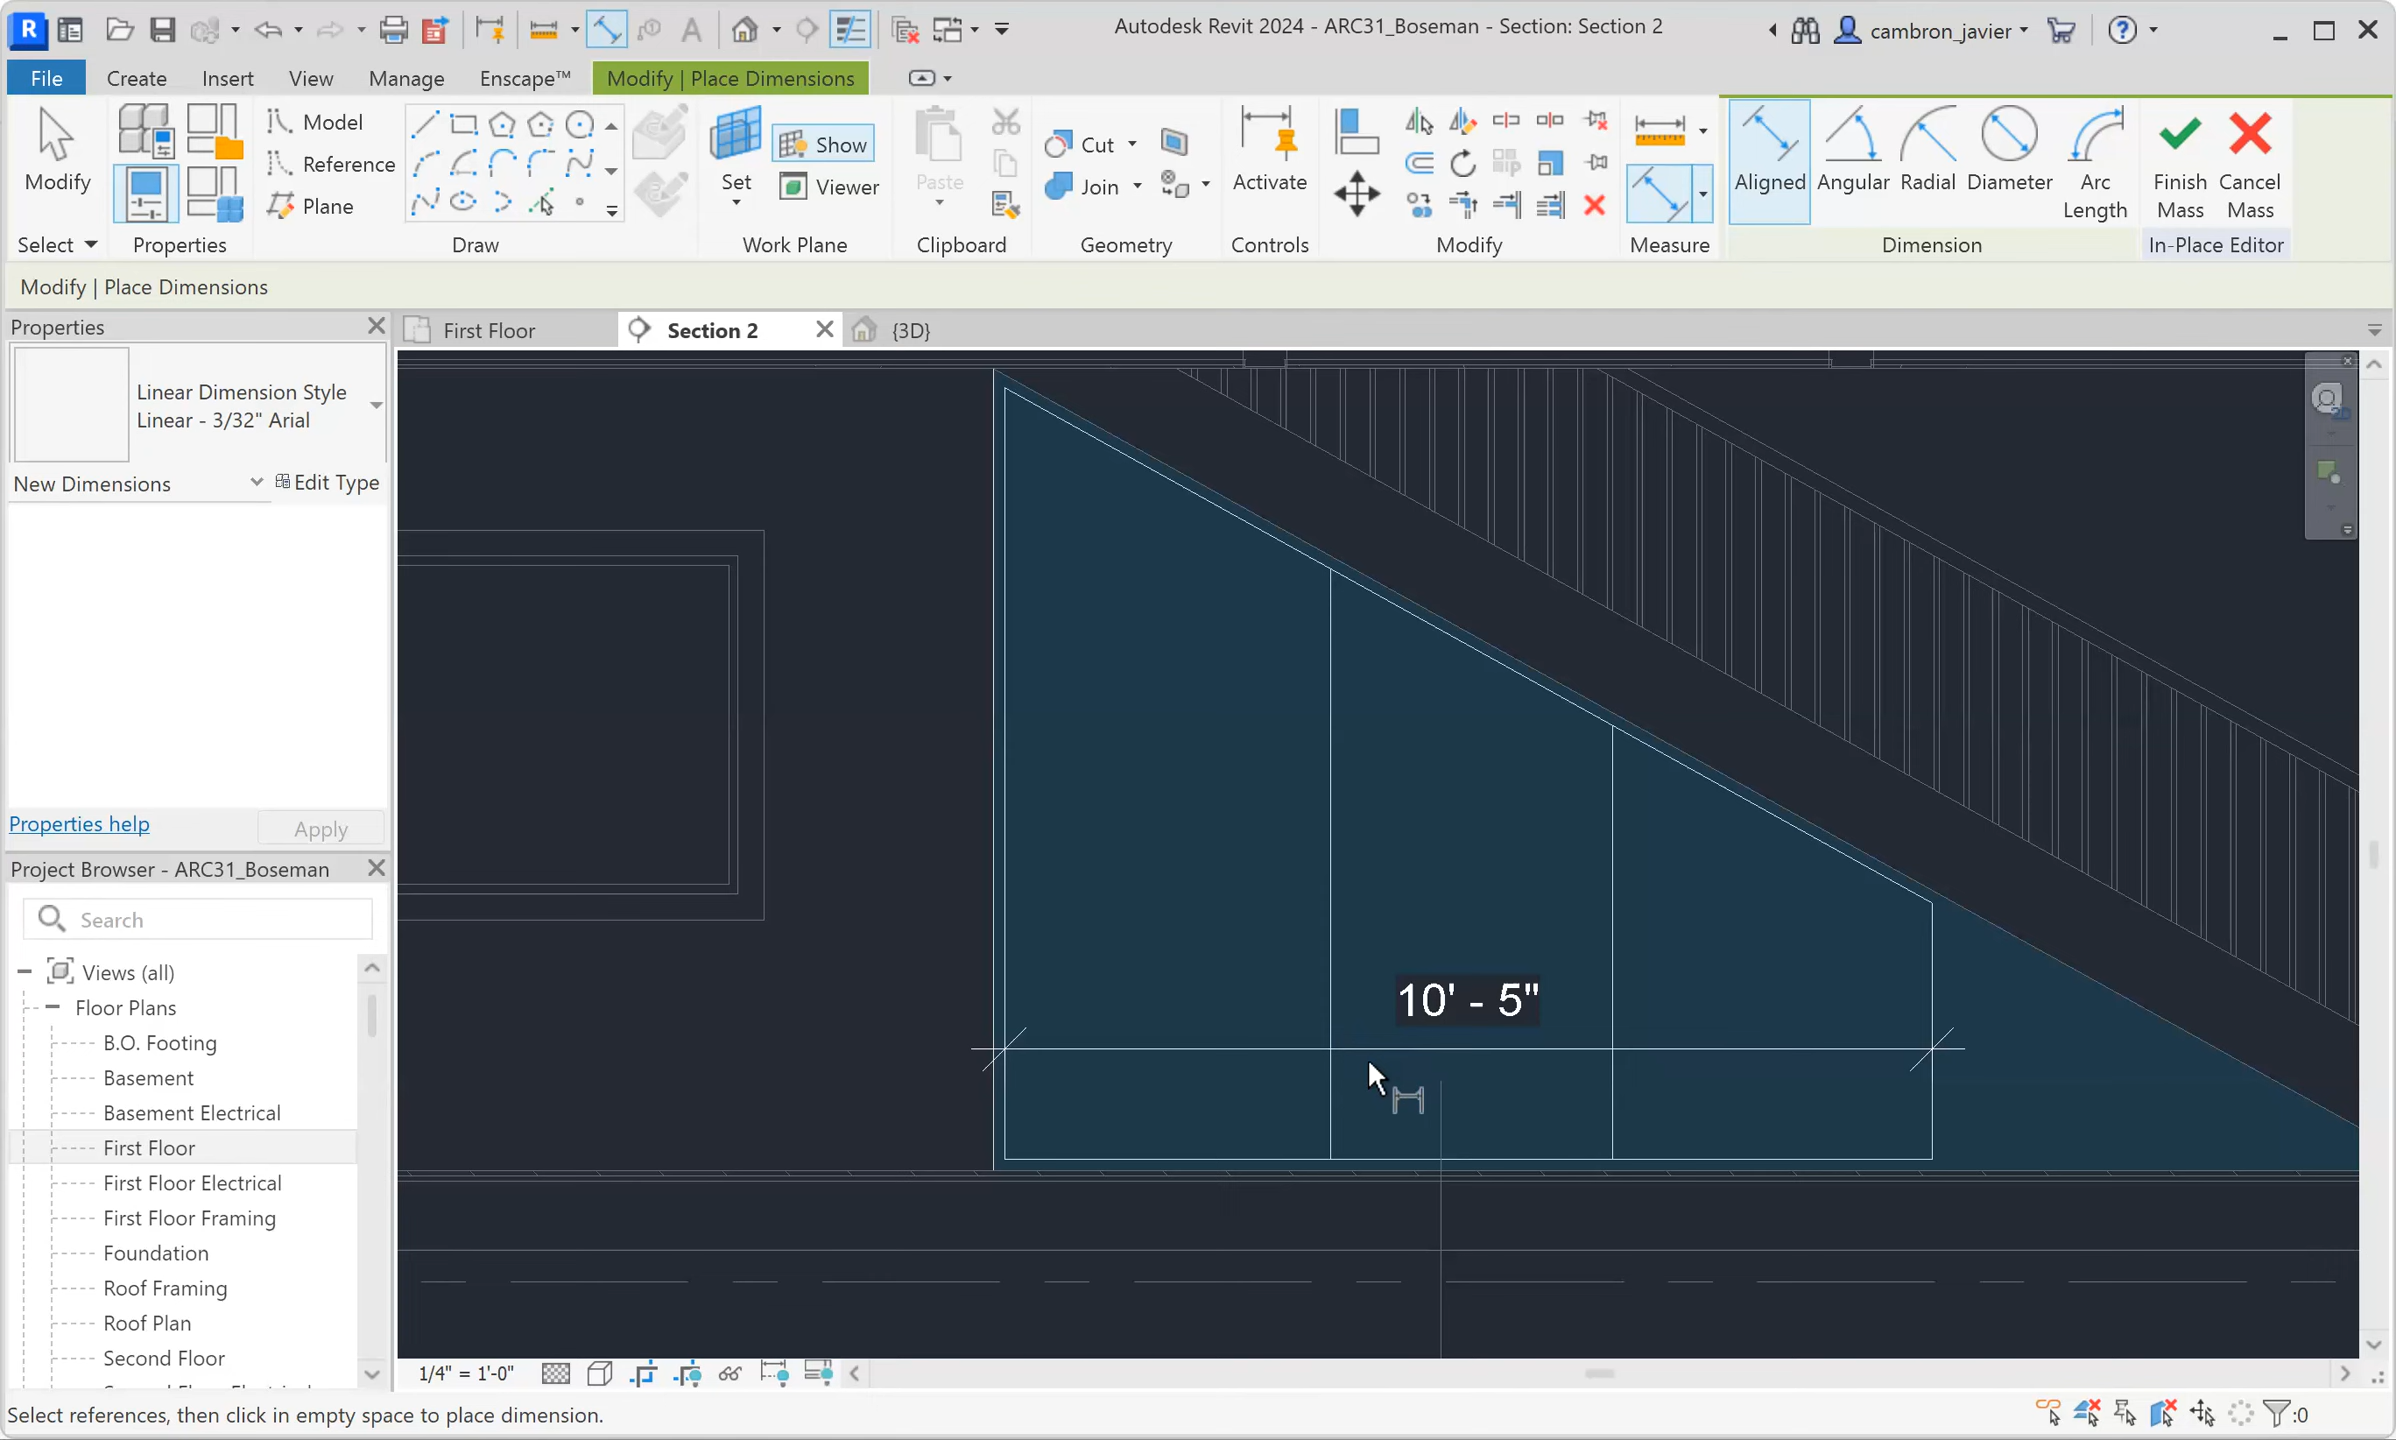 R
Autodesk Revit 2024 - ARC31_Boseman - Section: Section 2
cambron_javier
File Create Insert View Manage Enscape™ Modify | Place Dimensions
Modify
Select
Properties
Model
Reference
Plane
Draw
Set
Show
Viewer
Work Plane
Paste
Clipboard
Cut
Join
Geometry
Activate
Controls
Modify
Measure
Aligned Angular Radial Diameter Arc Length
Dimension
Finish Mass
Cancel Mass
In-Place Editor
Modify | Place Dimensions
Properties
Linear Dimension Style
Linear - 3/32" Arial
New Dimensions
Edit Type
Properties help
Apply
Project Browser - ARC31_Boseman
Search
Views (all)
Floor Plans
B.O. Footing
Basement
Basement Electrical
First Floor
First Floor Electrical
First Floor Framing
Foundation
Roof Framing
Roof Plan
Second Floor
First Floor
Section 2
{3D}
10' - 5"
1/4" = 1'-0"
Select references, then click in empty space to place dimension.
:0